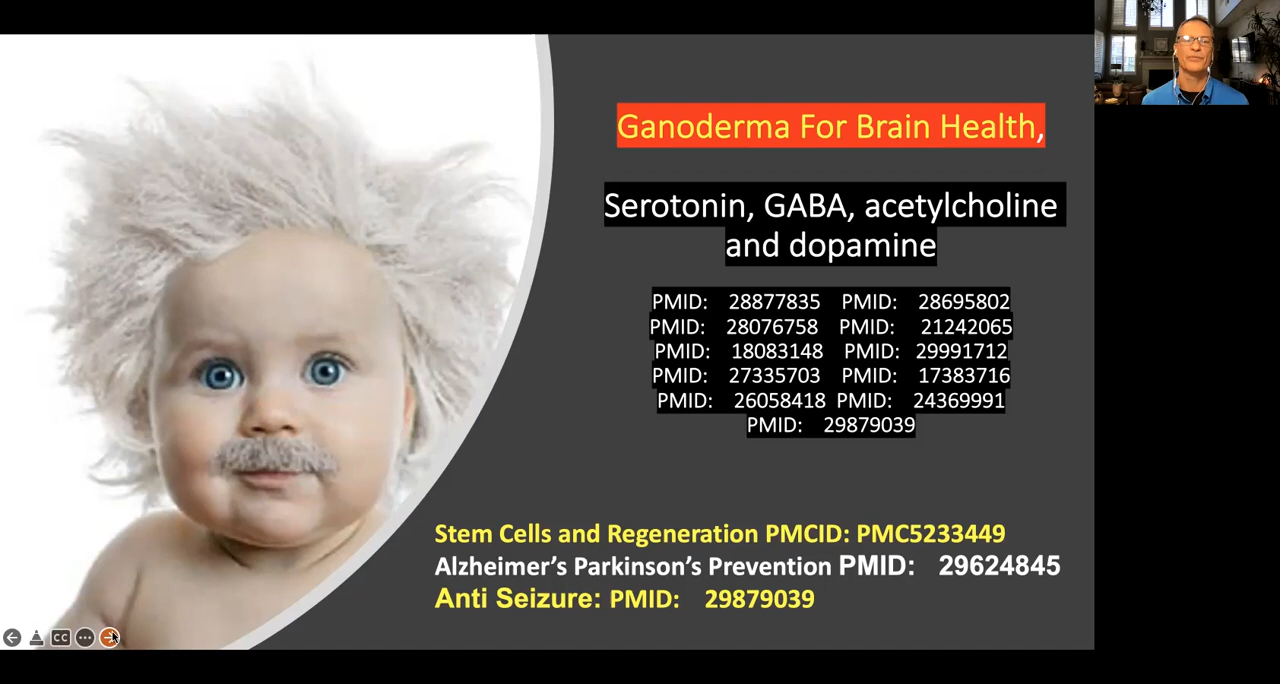 Ganoderma For Brain Health,
Serotonin, GABA, acetylcholine
and dopamine
PMID: 28877835 PMID: 28695802
PMID: 28076758 PMID: 21242065
PMID: 18083148 PMID: 29991712
PMID: 27335703 PMID: 17383716
PMID: 26058418 PMID: 24369991
PMID: 29879039
Stem Cells and Regeneration PMCID: PMC5233449
Alzheimer's Parkinson's Prevention PMID: 29624845
Anti Seizure: PMID: 29879039
CC